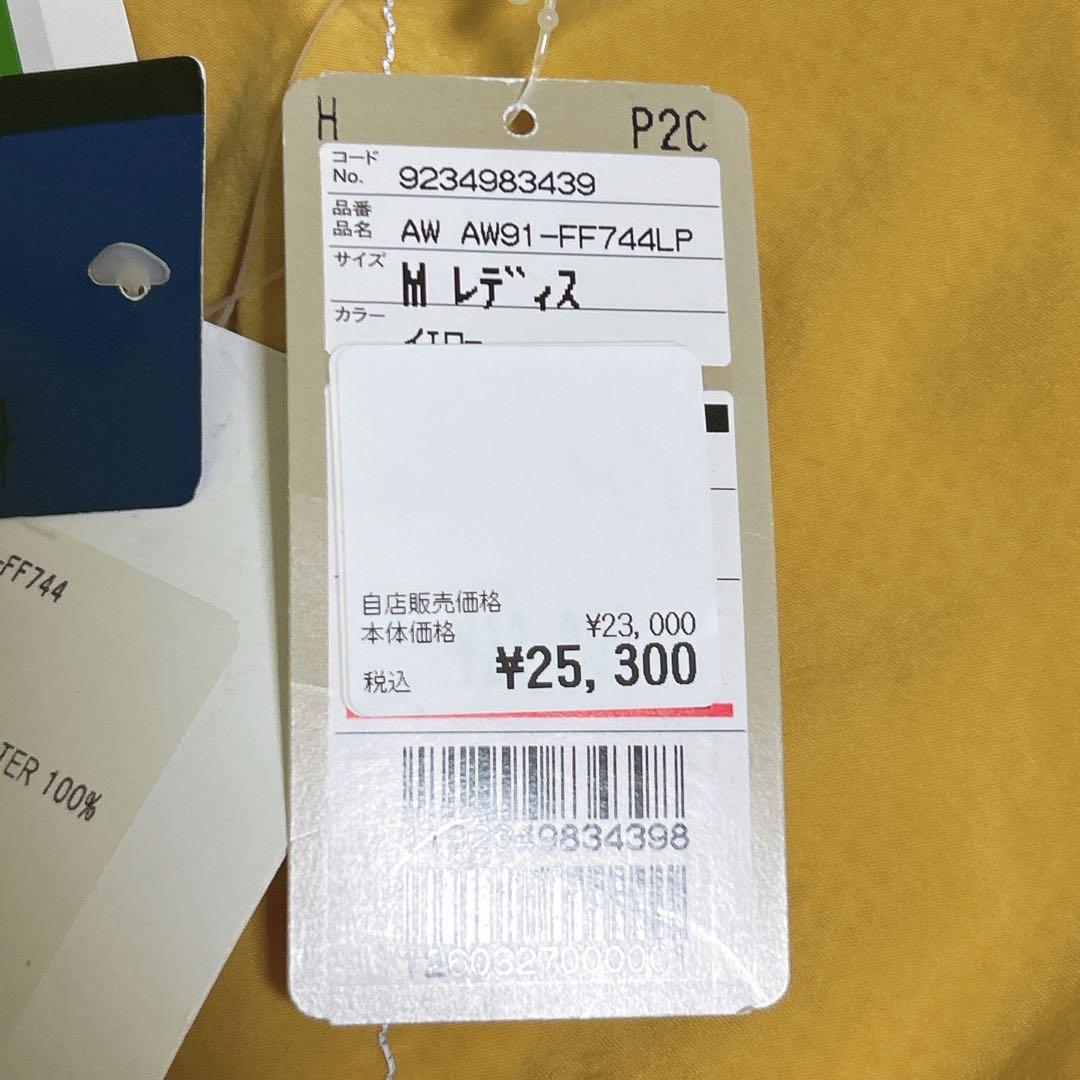 H P2C
コード
No. 9234983439
品番
品名 AW AW91-FF744LP
サイズ M レディス
カラー イエロー
自店販売価格
本体価格 ¥23,000
税込 ¥25,300
192349834398
-FF744
TER 100%